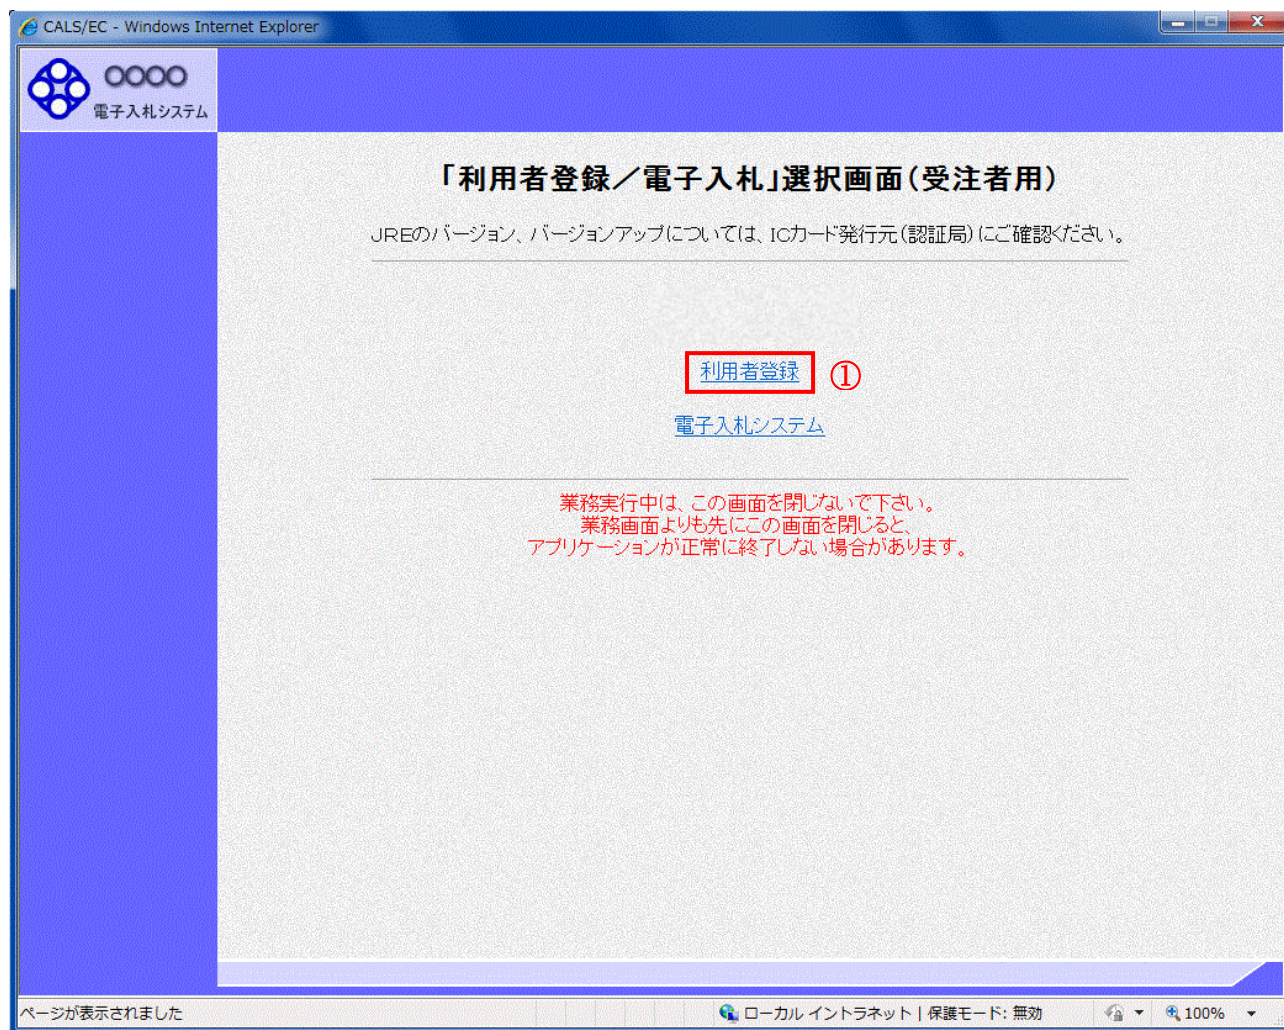 CALS/EC - Windows Internet Explorer
○○○○
電子入札システム
「利用者登録／電子入札」選択画面(受注者用)
JREのバージョン、バージョンアップについては、ICカード発行元(認証局)にご確認ください。
利用者登録 ①
電子入札システム
業務実行中は、この画面を閉じないで下さい。
業務画面よりも先にこの画面を閉じると、
アプリケーションが正常に終了しない場合があります。
ページが表示されました ローカル イントラネット | 保護モード: 無効 100%